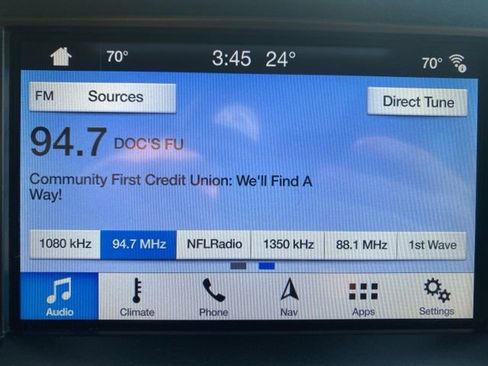 70° 3:45 24° 70°
FM Sources Direct Tune
94.7 DOC'S FU
Community First Credit Union: We'll Find A
Way!
1080 kHz 94.7 MHz NFLRadio 1350 kHz 88.1 MHz 1st Wave
Audio Climate Phone Nav Apps Settings